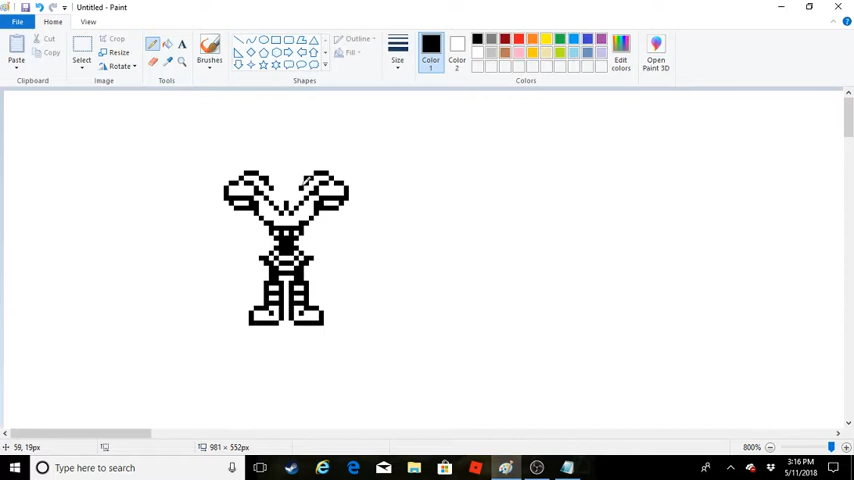 Untitled - Paint
File
Home
View
Paste
Cut
Copy
Clipboard
Select
Crop
Resize
Rotate
Image
A
Tools
Brushes
Outline
Fill
Shapes
Size
Color
1
Color
2
Edit
colors
Colors
Open
Paint 3D
59, 19px
981 × 552px
800%
Type here to search
3:16 PM
5/11/2018